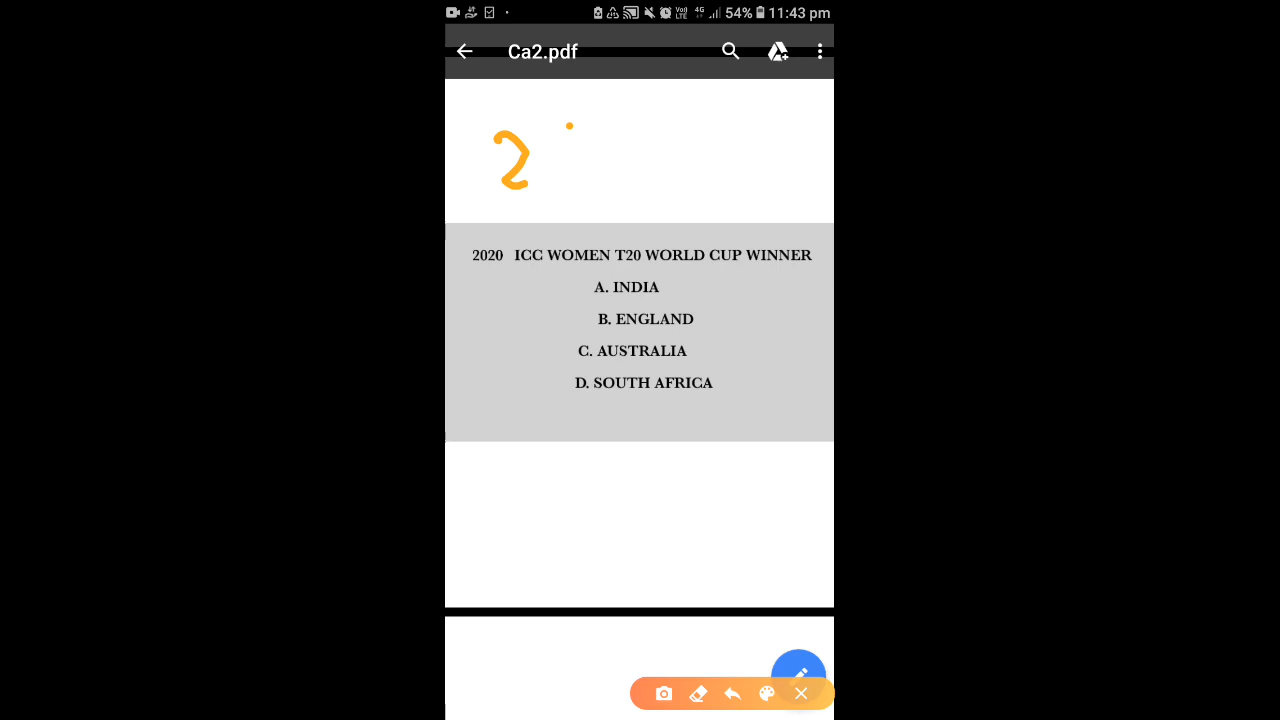 54% 11:43 pm
Ca2.pdf
2
2020 ICC WOMEN T20 WORLD CUP WINNER
A. INDIA
B. ENGLAND
C. AUSTRALIA
D. SOUTH AFRICA